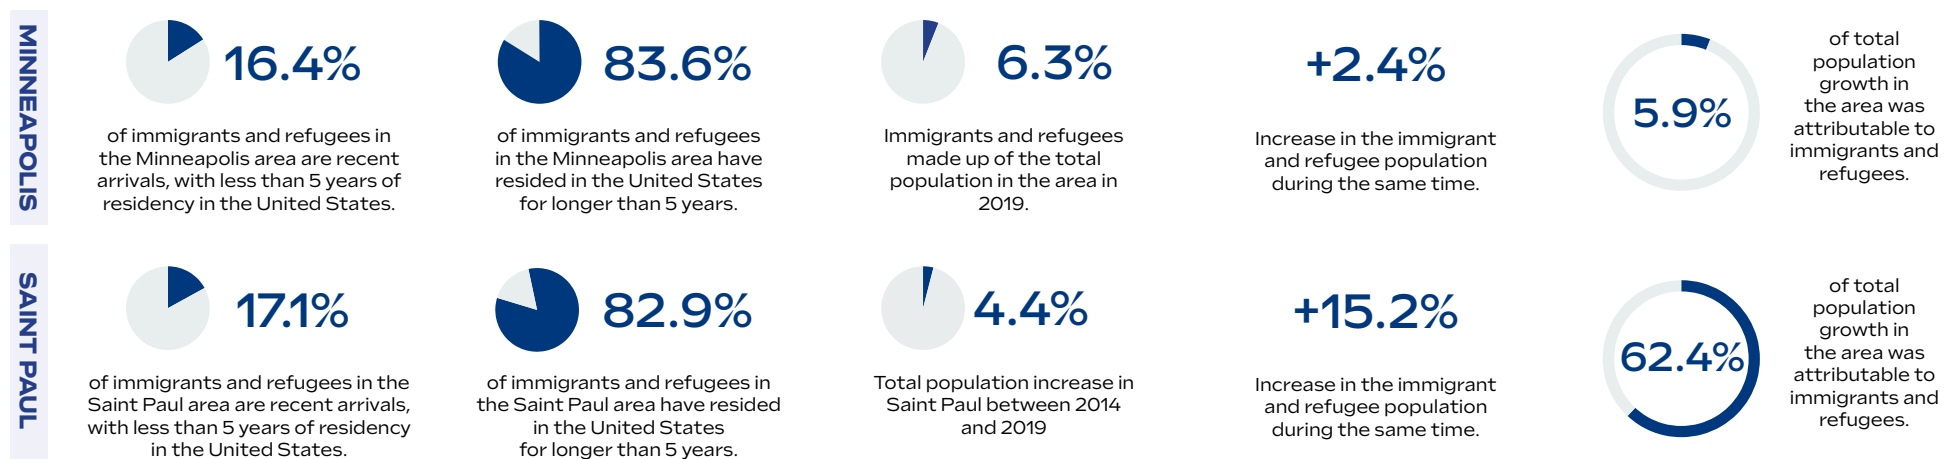 MINNEAPOLIS
16.4%
of immigrants and refugees in
the Minneapolis area are recent
arrivals, with less than 5 years of
residency in the United States.
83.6%
of immigrants and refugees
in the Minneapolis area have
resided in the United States
for longer than 5 years.
6.3%
Immigrants and refugees
made up of the total
population in the area in
2019.
+2.4%
Increase in the immigrant
and refugee population
during the same time.
5.9%
of total
population
growth in
the area was
attributable to
immigrants and
refugees.
SAINT PAUL
17.1%
of immigrants and refugees in the
Saint Paul area are recent arrivals,
with less than 5 years of residency
in the United States.
82.9%
of immigrants and refugees in
the Saint Paul area have resided
in the United States
for longer than 5 years.
4.4%
Total population increase in
Saint Paul between 2014
and 2019
+15.2%
Increase in the immigrant
and refugee population
during the same time.
62.4%
of total
population
growth in
the area was
attributable to
immigrants and
refugees.